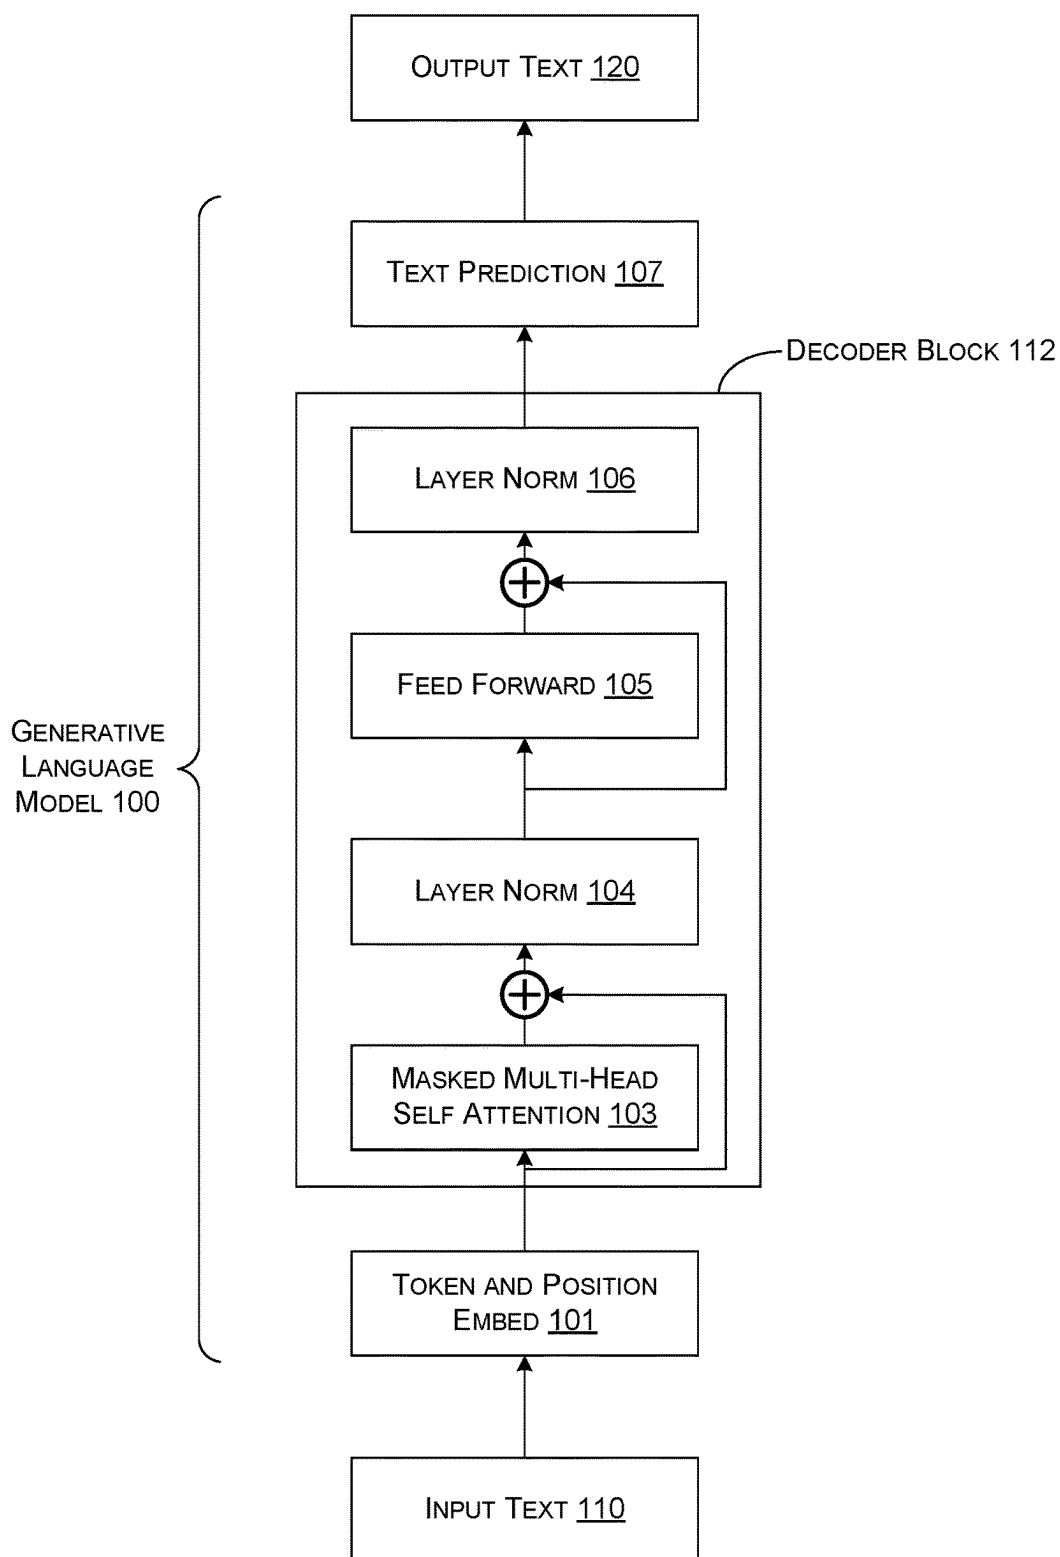 OUTPUT TEXT 120
TEXT PREDICTION 107
DECODER BLOCK 112
LAYER NORM 106
FEED FORWARD 105
GENERATIVE
LANGUAGE
MODEL 100
LAYER NORM 104
MASKED MULTI-HEAD
SELF ATTENTION 103
TOKEN AND POSITION
EMBED 101
INPUT TEXT 110